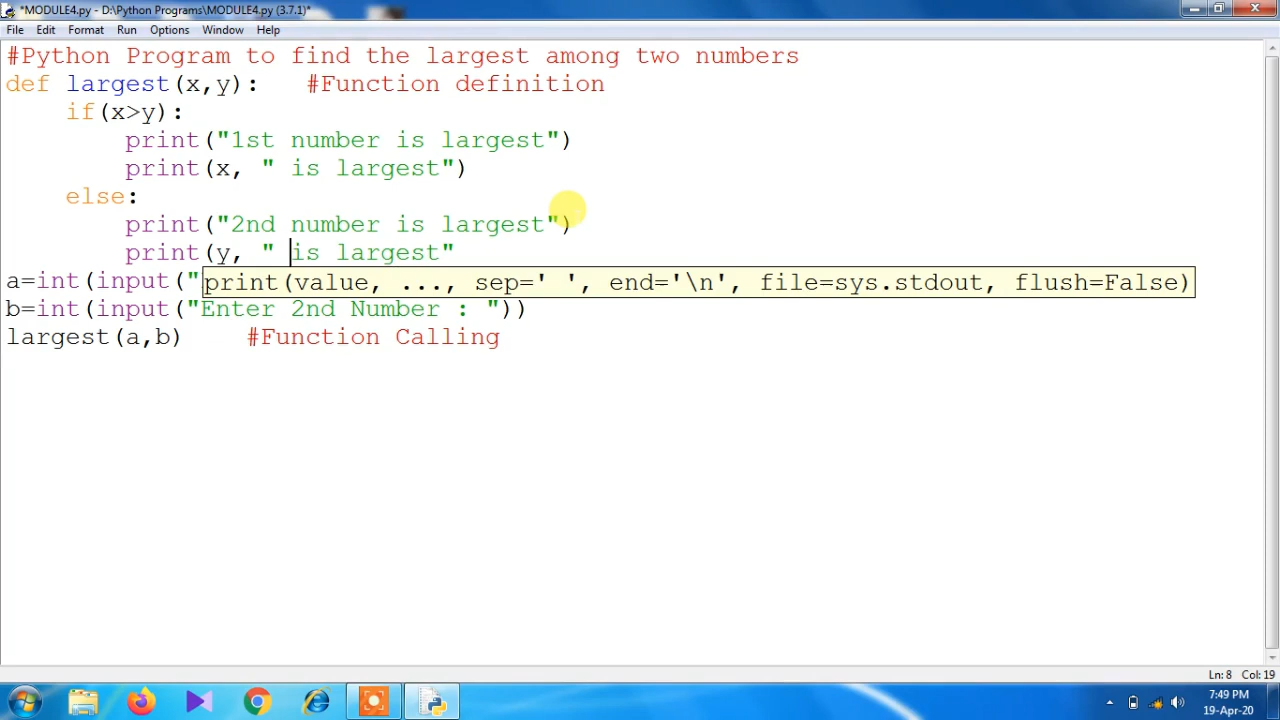 *MODULE4.py - D:\Python Programs\MODULE4.py (3.7.1)*
File Edit Format Run Options Window Help
#Python Program to find the largest among two numbers
def largest(x,y):   #Function definition
    if(x>y):
        print("1st number is largest")
        print(x, " is largest")
    else:
        print("2nd number is largest")
        print(y, " is largest"
a=int(input("
print(value, ..., sep=' ', end='\n', file=sys.stdout, flush=False)
b=int(input("Enter 2nd Number : "))
largest(a,b)    #Function Calling
Ln: 8 Col: 19
7:49 PM
19-Apr-20